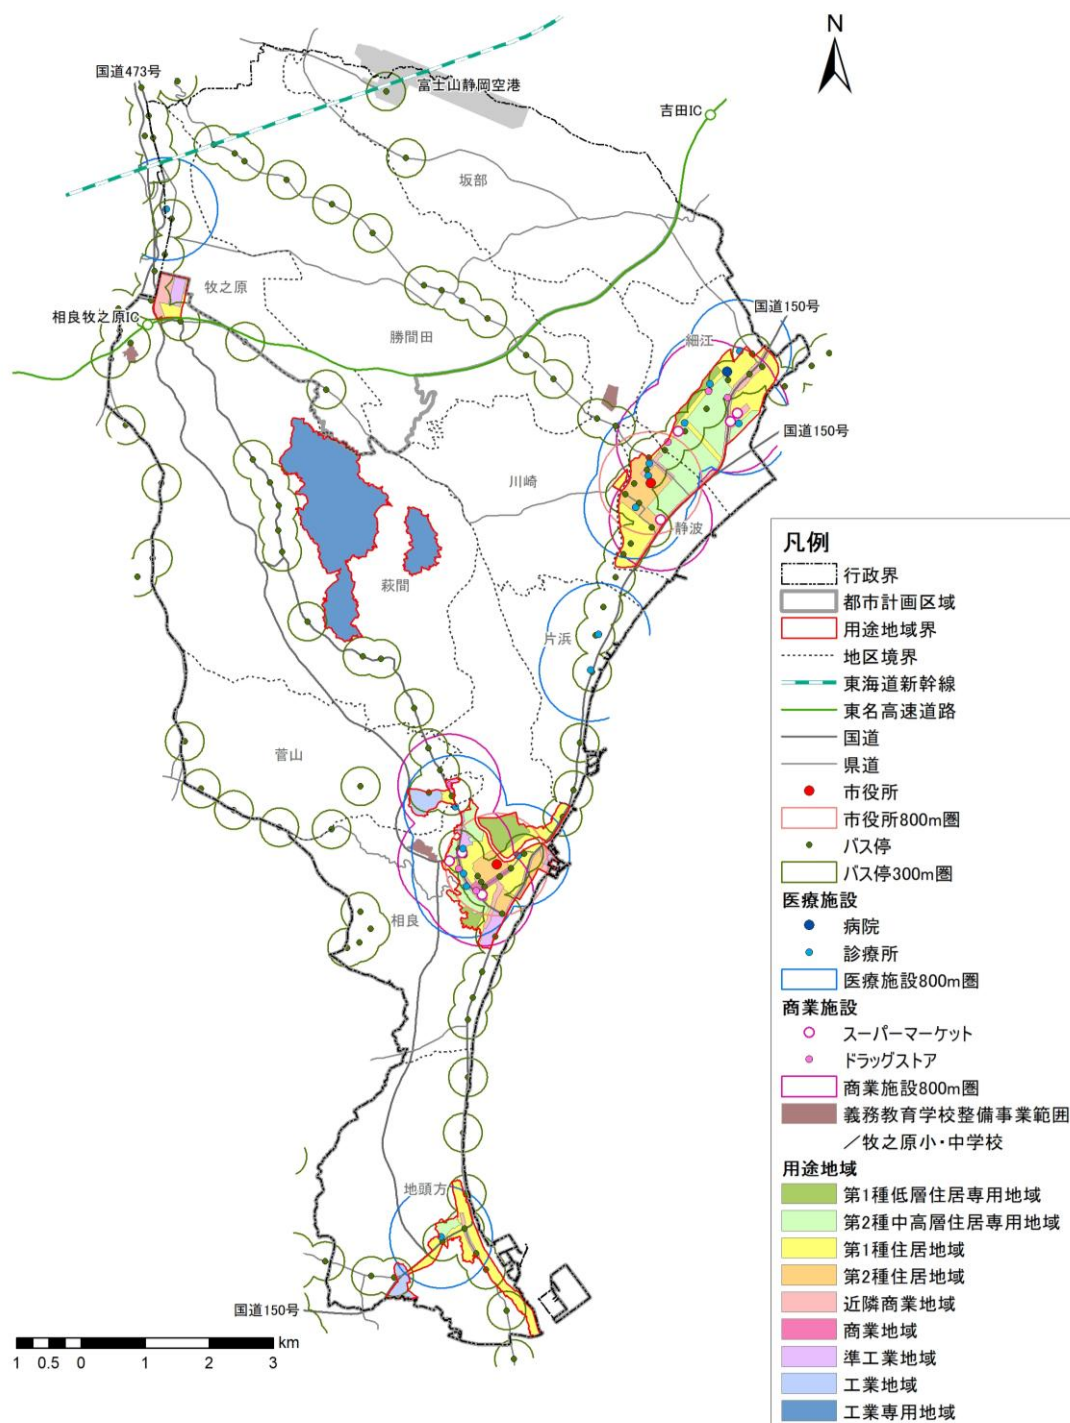 N
国道473号
富士山静岡空港
吉田IC
坂部
牧之原
国道150号
相良牧之原IC
勝間田
細江
国道150号
川崎
静波
萩間
片浜
菅山
相良
地頭方
国道150号
1 0.5 0 1 2 3 km
凡例
行政界
都市計画区域
用途地域界
地区境界
東海道新幹線
東名高速道路
国道
県道
市役所
市役所800m圏
バス停
バス停300m圏
医療施設
病院
診療所
医療施設800m圏
商業施設
スーパーマーケット
ドラッグストア
商業施設800m圏
義務教育学校整備事業範囲
／牧之原小・中学校
用途地域
第1種低層住居専用地域
第2種中高層住居専用地域
第1種住居地域
第2種住居地域
近隣商業地域
商業地域
準工業地域
工業地域
工業専用地域